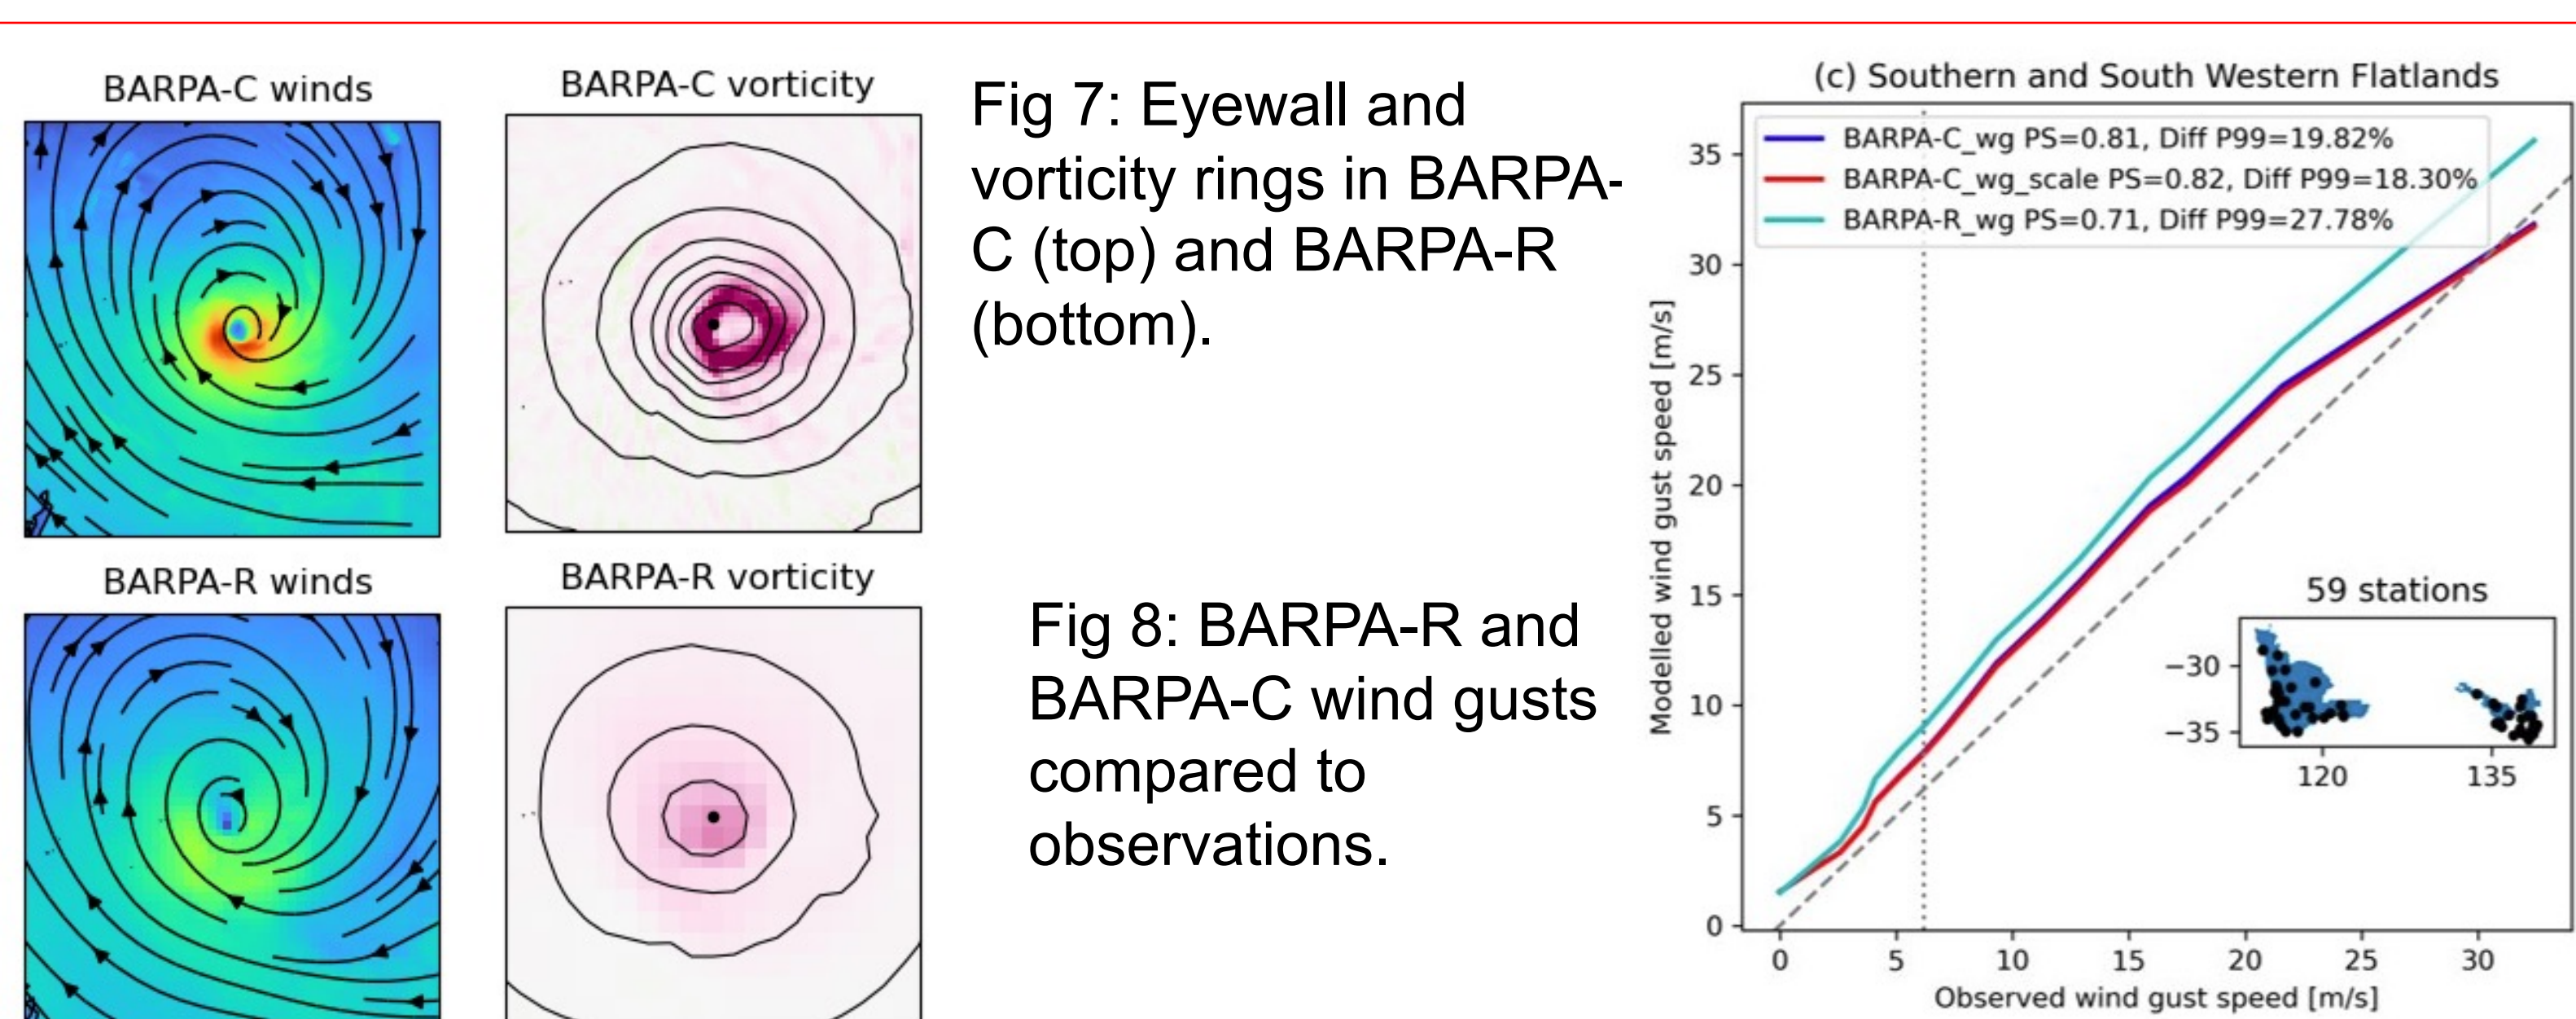 BARPA-C winds
BARPA-C vorticity
Fig 7: Eyewall and
vorticity rings in BARPA-
C (top) and BARPA-R
(bottom).
BARPA-R winds
BARPA-R vorticity
Fig 8: BARPA-R and
BARPA-C wind gusts
compared to
observations.
(c) Southern and South Western Flatlands
BARPA-C_wg PS=0.81, Diff P99=19.82%
BARPA-C_wg_scale PS=0.82, Diff P99=18.30%
BARPA-R_wg PS=0.71, Diff P99=27.78%
Modelled wind gust speed [m/s]
35
30
25
20
15
10
5
0
59 stations
−30
−35
120 135
0 5 10 15 20 25 30
Observed wind gust speed [m/s]